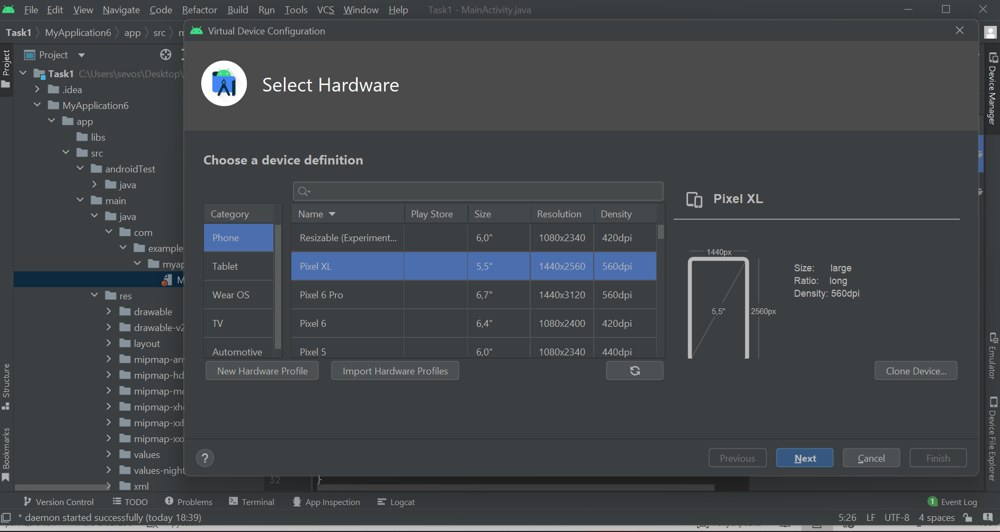 File Edit View Navigate Code Refactor Build Run Tools VCS Window Help Task1 - MainActivity.java
Task1 MyApplication6 app src
Virtual Device Configuration
Project
Project
Task1 C:\Users\sevos\Desktop\
.idea
MyApplication6
app
libs
src
androidTest
java
main
java
com
example
myap
M
res
drawable
drawable-v2
layout
mipmap-any
mipmap-hd
mipmap-md
mipmap-xh
mipmap-xxh
mipmap-xxx
values
values-night
xml
Structure
Bookmarks
Select Hardware
Choose a device definition
Category
Phone
Tablet
Wear OS
TV
Automotive
Name Play Store Size Resolution Density
Resizable (Experiment... 6,0" 1080x2340 420dpi
Pixel XL 5,5" 1440x2560 560dpi
Pixel 6 Pro 6,7" 1440x3120 560dpi
Pixel 6 6,4" 1080x2400 420dpi
Pixel 5 6,0" 1080x2340 440dpi
New Hardware Profile Import Hardware Profiles
Pixel XL
1440px
5,5"
2560px
Size: large
Ratio: long
Density: 560dpi
Clone Device...
? Previous Next Cancel Finish
32 }
Device Manager
Emulator
Device File Explorer
Version Control TODO Problems Terminal App Inspection Logcat 1 Event Log
* daemon started successfully (today 18:39) 5:26 LF UTF-8 4 spaces